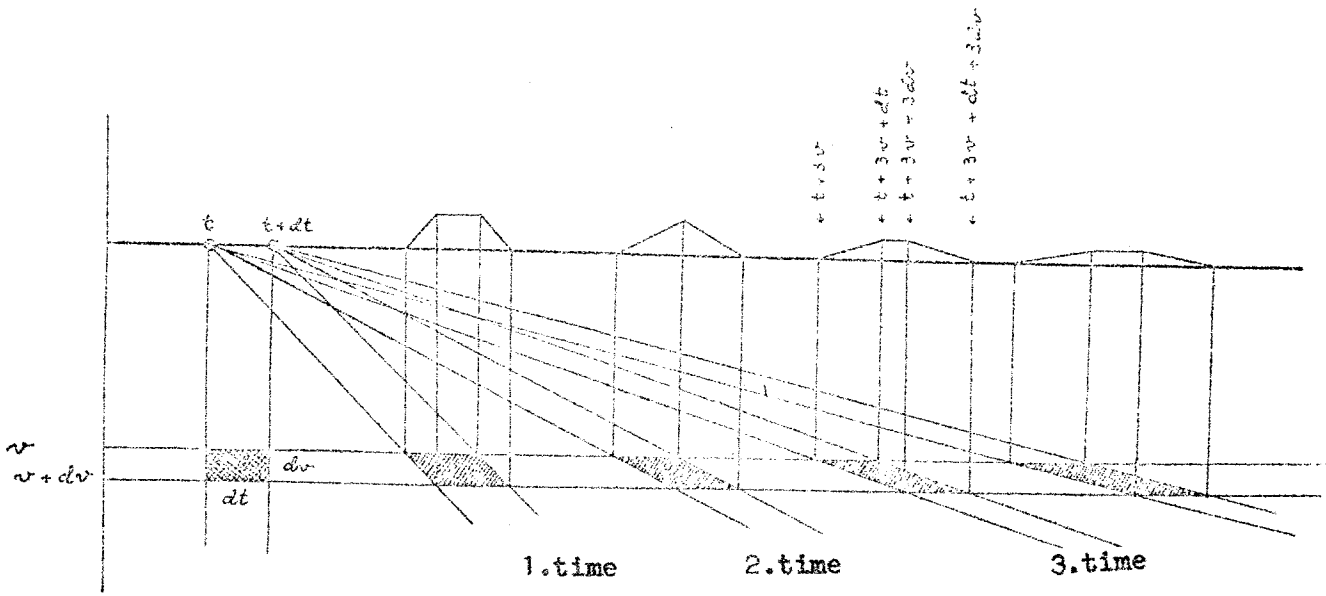 t + 3v
t + 3v + dt
t + 3v + 3dv
t + 3v + dt + 3dv
t
t + dt
v
v + dv
dv
dt
1.time
2.time
3.time